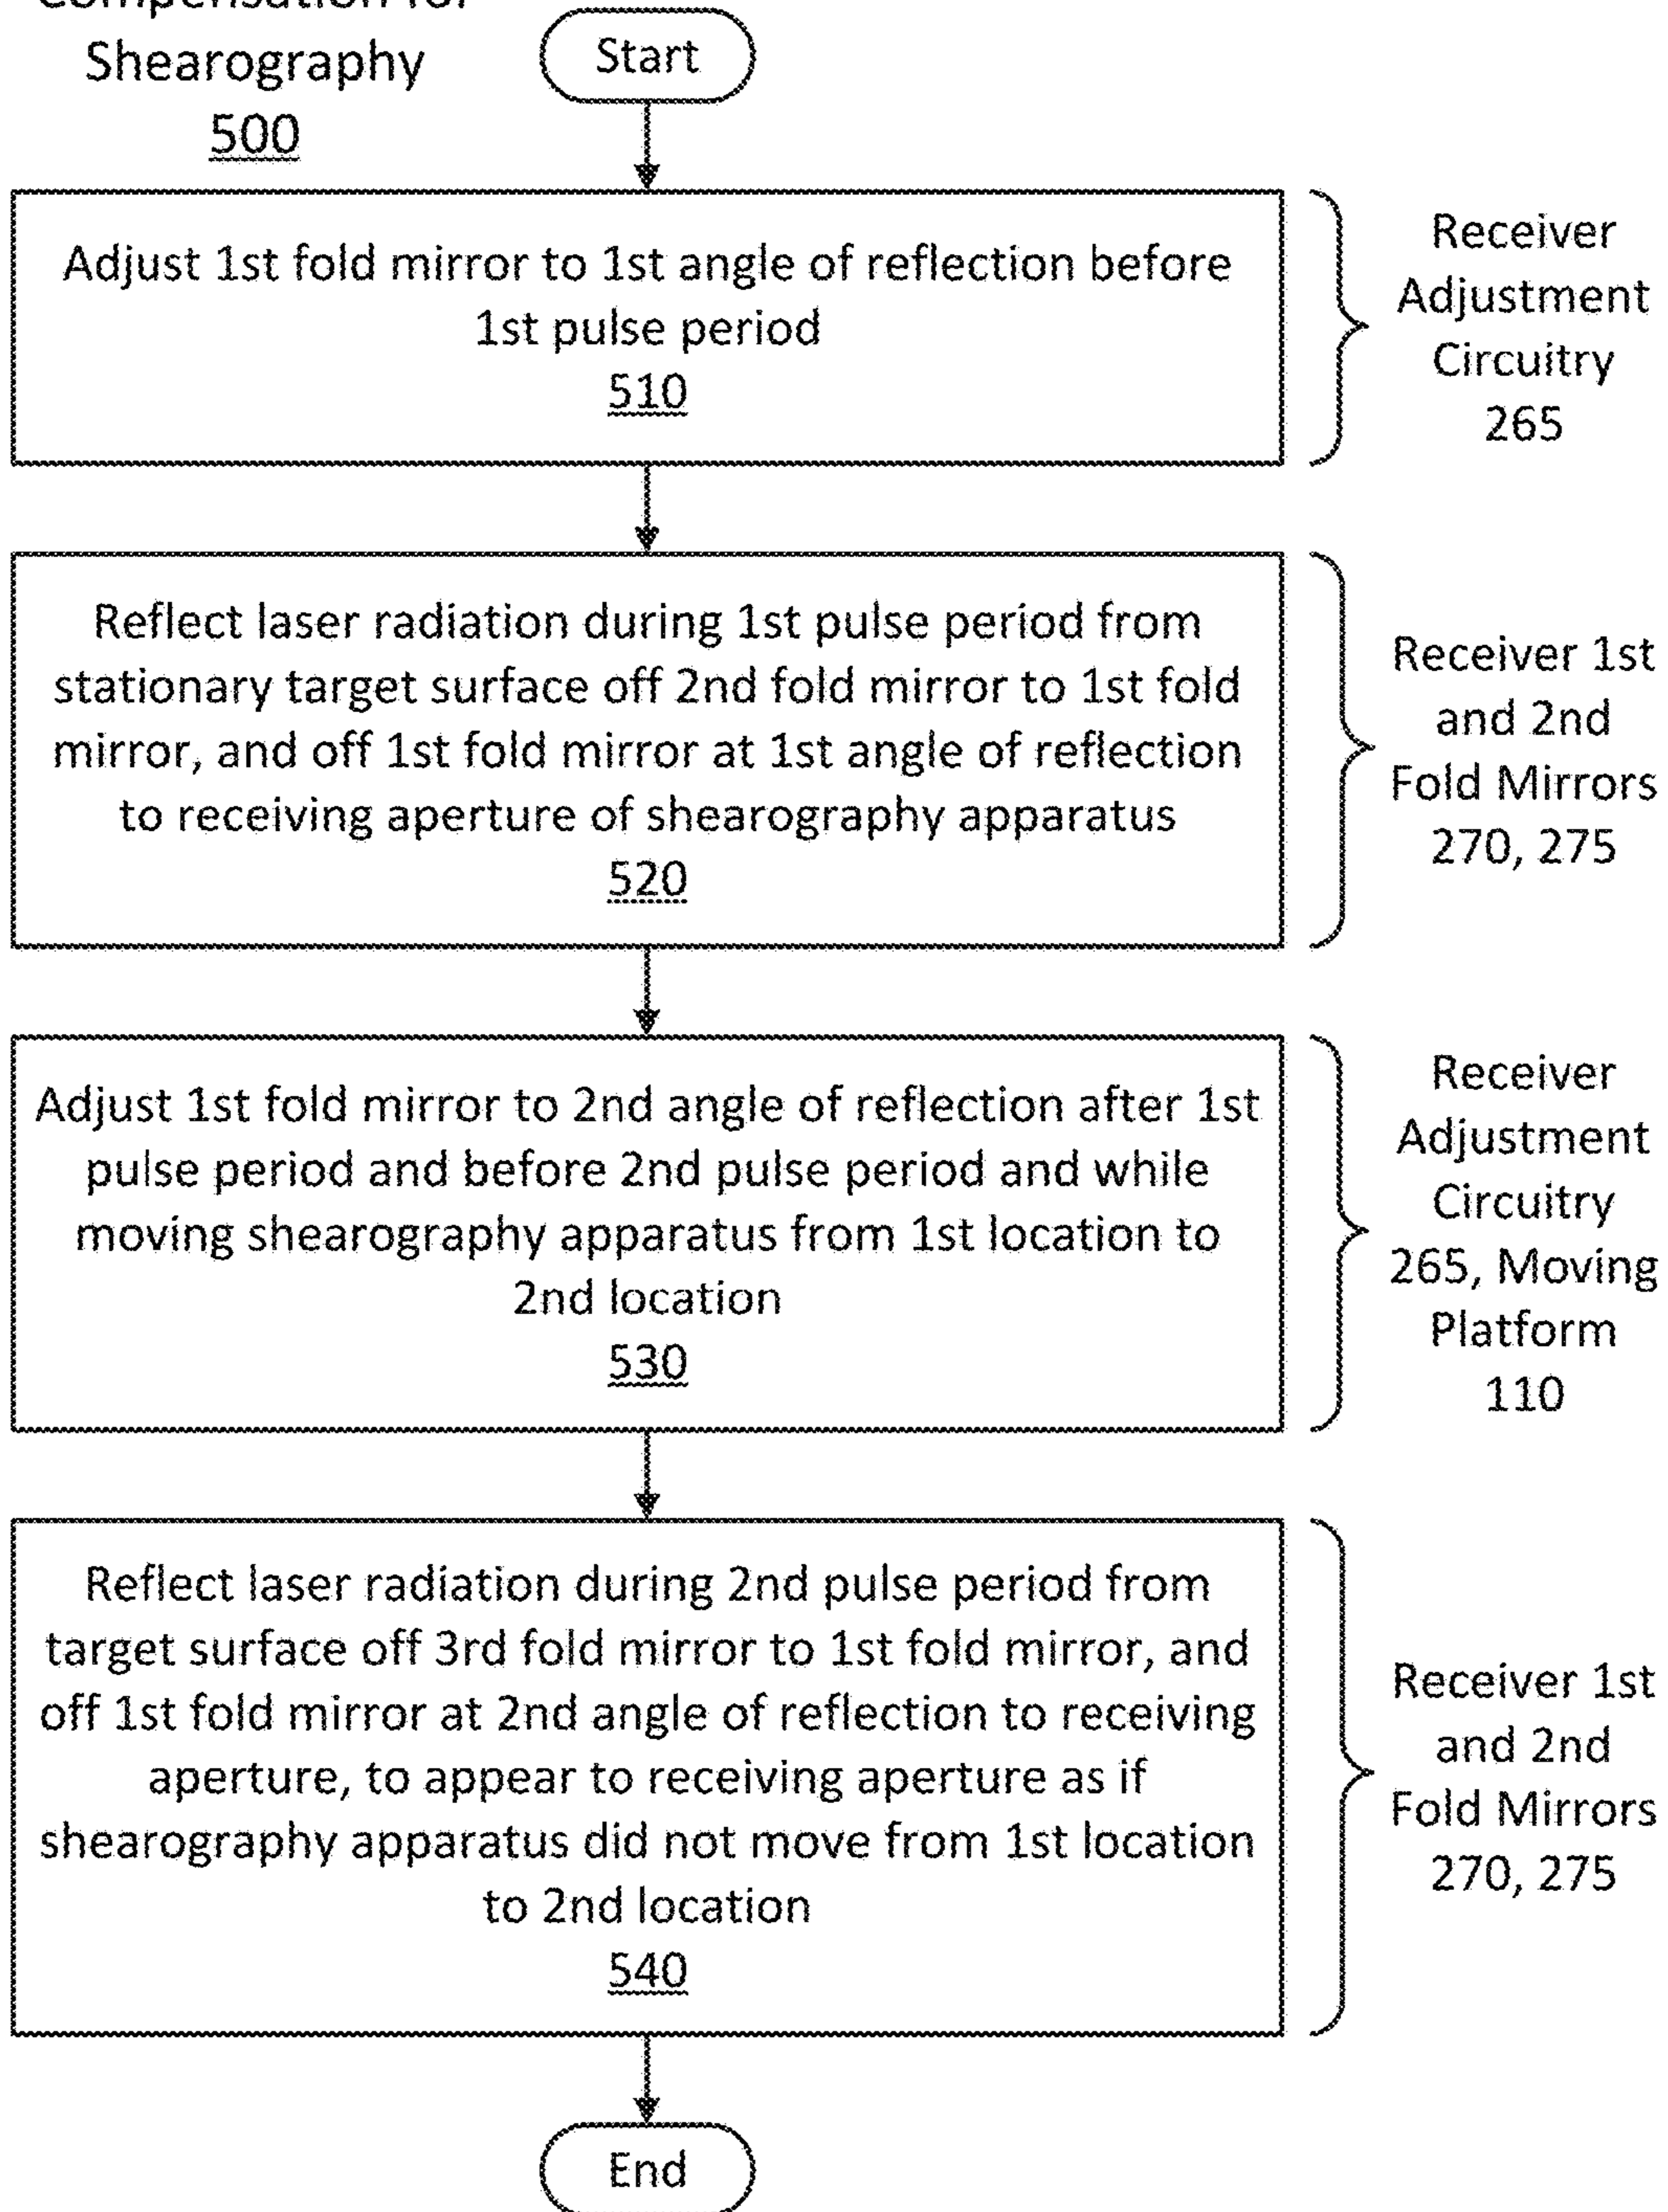 Compensation for
Shearography
500
Start
Adjust 1st fold mirror to 1st angle of reflection before
1st pulse period
510
Receiver
Adjustment
Circuitry
265
Reflect laser radiation during 1st pulse period from
stationary target surface off 2nd fold mirror to 1st fold
mirror, and off 1st fold mirror at 1st angle of reflection
to receiving aperture of shearography apparatus
520
Receiver 1st
and 2nd
Fold Mirrors
270, 275
Adjust 1st fold mirror to 2nd angle of reflection after 1st
pulse period and before 2nd pulse period and while
moving shearography apparatus from 1st location to
2nd location
530
Receiver
Adjustment
Circuitry
265, Moving
Platform
110
Reflect laser radiation during 2nd pulse period from
target surface off 3rd fold mirror to 1st fold mirror, and
off 1st fold mirror at 2nd angle of reflection to receiving
aperture, to appear to receiving aperture as if
shearography apparatus did not move from 1st location
to 2nd location
540
Receiver 1st
and 2nd
Fold Mirrors
270, 275
End